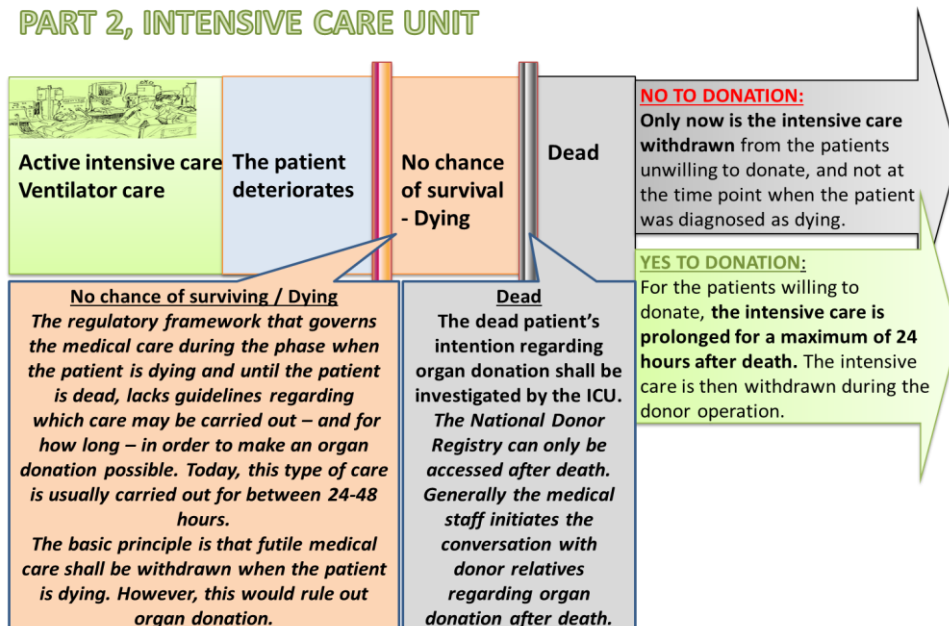 PART 2, INTENSIVE CARE UNIT
Active intensive care
Ventilator care
The patient
deteriorates
No chance
of survival
- Dying
Dead
NO TO DONATION:
Only now is the intensive care
withdrawn from the patients
unwilling to donate, and not at
the time point when the patient
was diagnosed as dying.
YES TO DONATION:
For the patients willing to
donate, the intensive care is
prolonged for a maximum of 24
hours after death. The intensive
care is then withdrawn during the
donor operation.
No chance of surviving / Dying
The regulatory framework that governs
the medical care during the phase when
the patient is dying and until the patient
is dead, lacks guidelines regarding
which care may be carried out – and for
how long – in order to make an organ
donation possible. Today, this type of care
is usually carried out for between 24-48
hours.
The basic principle is that futile medical
care shall be withdrawn when the patient
is dying. However, this would rule out
organ donation.
Dead
The dead patient's
intention regarding
organ donation shall be
investigated by the ICU.
The National Donor
Registry can only be
accessed after death.
Generally the medical
staff initiates the
conversation with
donor relatives
regarding organ
donation after death.